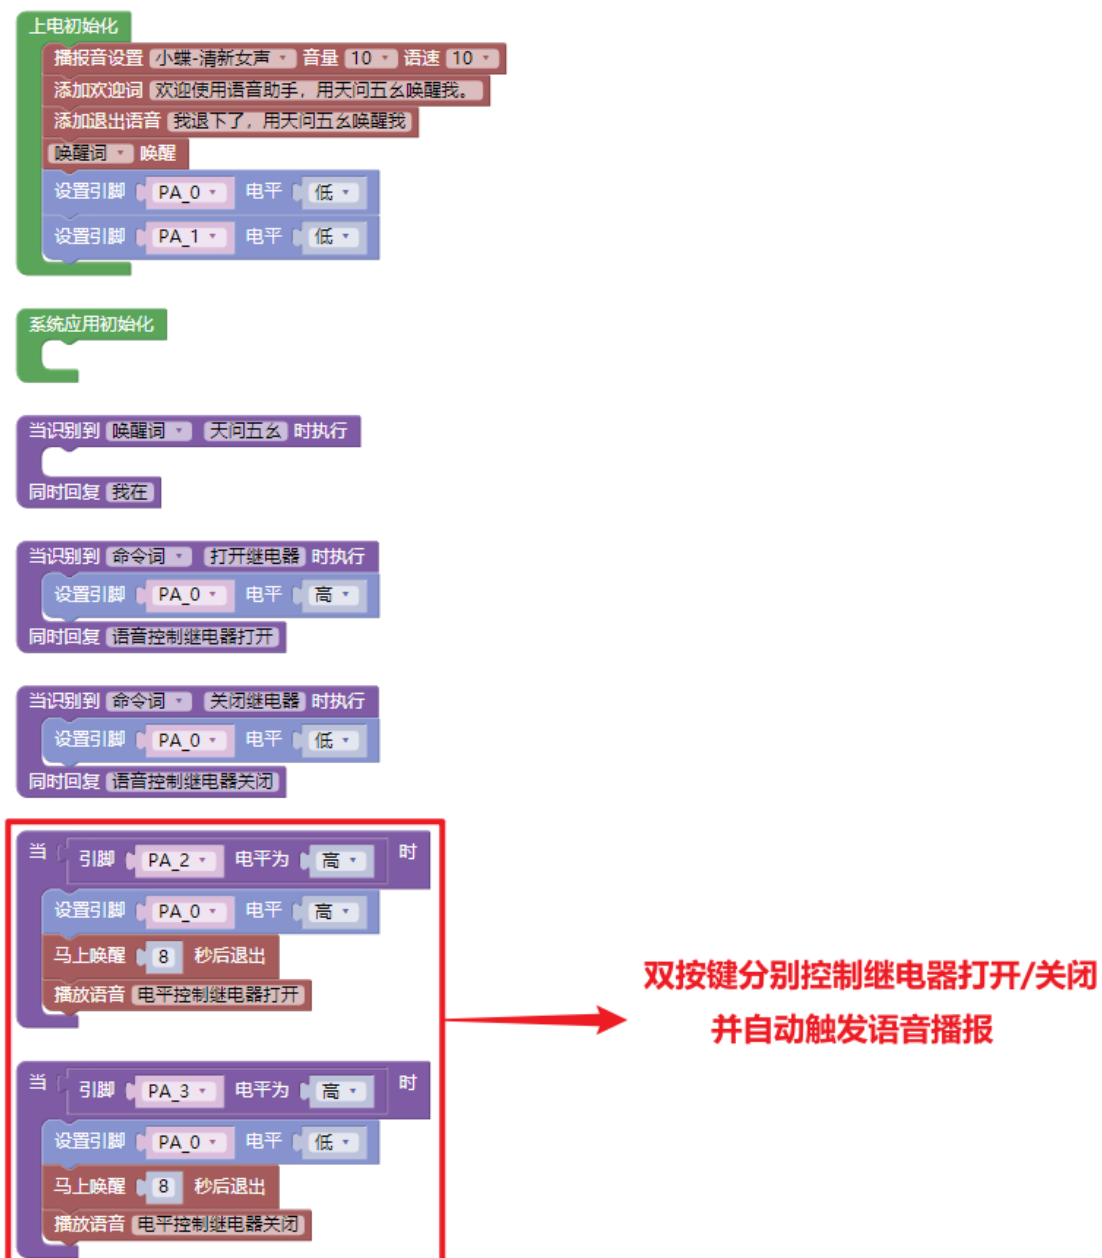 上电初始化
播报音设置 小蝶-清新女声 音量 10 语速 10
添加欢迎词 欢迎使用语音助手，用天问五幺唤醒我。
添加退出语音 我退下了，用天问五幺唤醒我
唤醒词 唤醒
设置引脚 PA_0 电平 低
设置引脚 PA_1 电平 低
系统应用初始化
当识别到 唤醒词 天问五幺 时执行
同时回复 我在
当识别到 命令词 打开继电器 时执行
设置引脚 PA_0 电平 高
同时回复 语音控制继电器打开
当识别到 命令词 关闭继电器 时执行
设置引脚 PA_0 电平 低
同时回复 语音控制继电器关闭
当 引脚 PA_2 电平为 高 时
设置引脚 PA_0 电平 高
马上唤醒 8 秒后退出
播放语音 电平控制继电器打开
双按键分别控制继电器打开/关闭
并自动触发语音播报
当 引脚 PA_3 电平为 高 时
设置引脚 PA_0 电平 低
马上唤醒 8 秒后退出
播放语音 电平控制继电器关闭